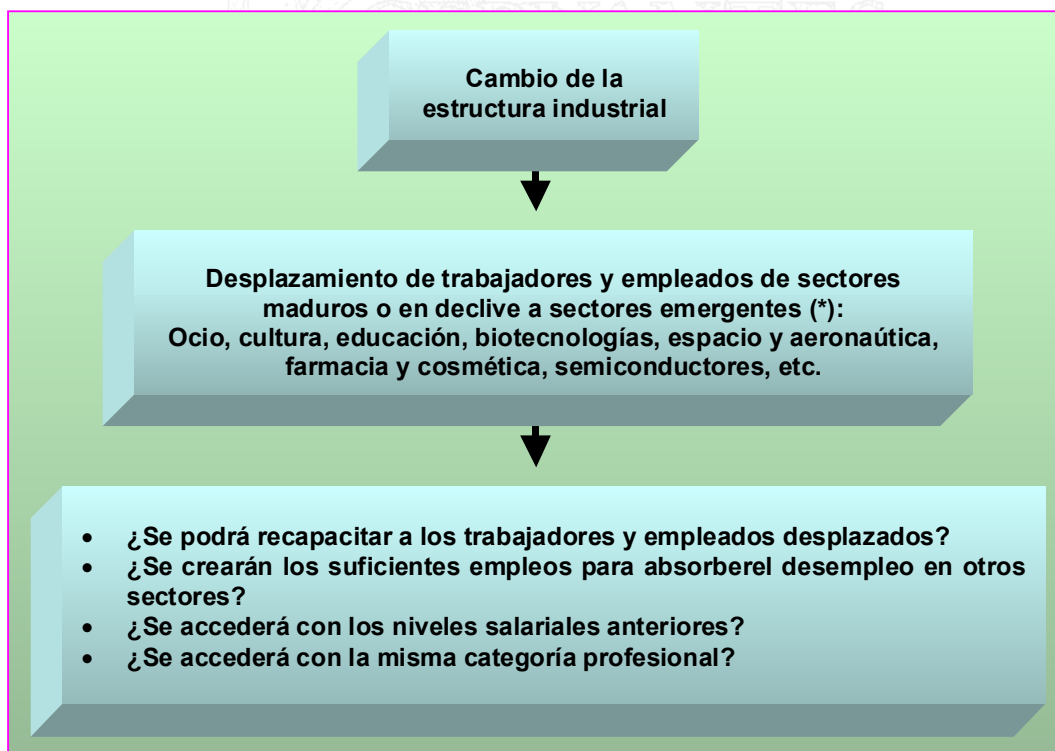 Cambio de la
estructura industrial
Desplazamiento de trabajadores y empleados de sectores
maduros o en declive a sectores emergentes (*):
Ocio, cultura, educación, biotecnologías, espacio y aeronaútica,
farmacia y cosmética, semiconductores, etc.
• ¿Se podrá recapacitar a los trabajadores y empleados desplazados?
• ¿Se crearán los suficientes empleos para absorberel desempleo en otros
sectores?
• ¿Se accederá con los niveles salariales anteriores?
• ¿Se accederá con la misma categoría profesional?